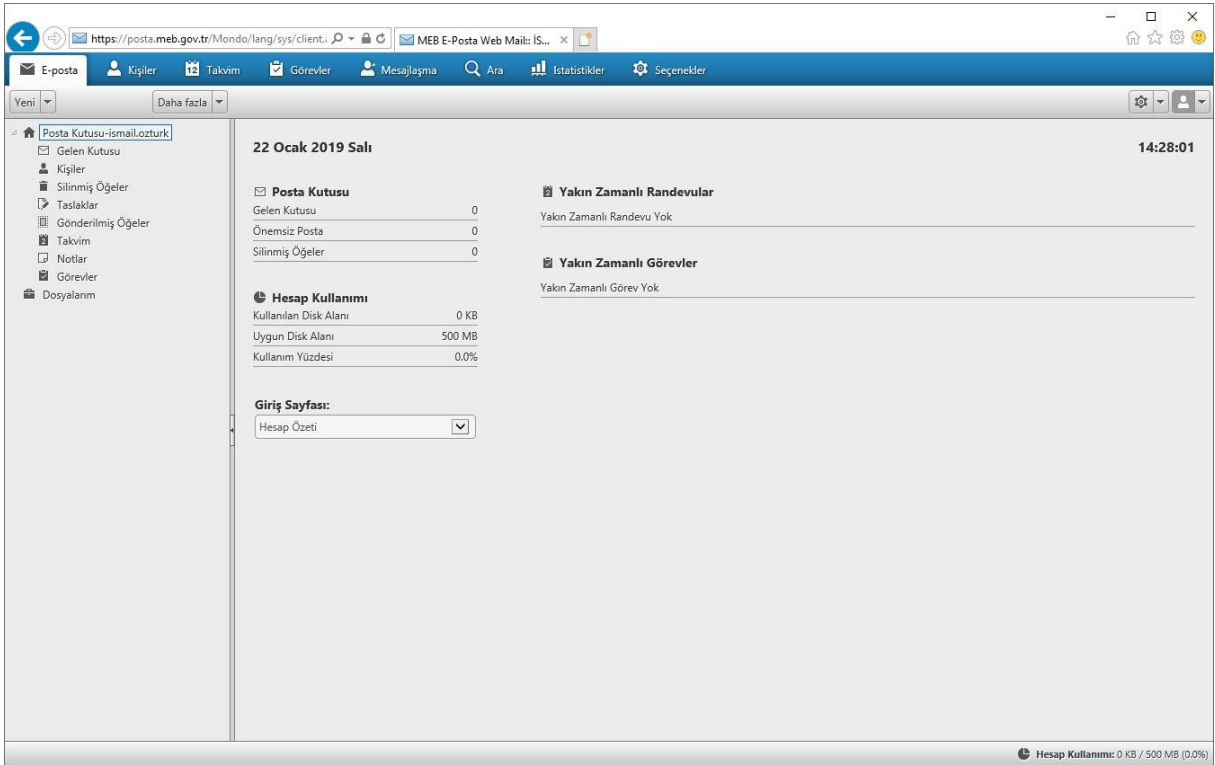 https://posta.meb.gov.tr/Mondo/lang/sys/client.
MEB E-Posta Web Mail:: İS...
E-posta
Kişiler
12 Takvim
Görevler
Mesajlaşma
Ara
Istatistikler
Seçenekler
Yeni
Daha fazla
Posta Kutusu-ismail.ozturk
Gelen Kutusu
Kişiler
Silinmiş Öğeler
Taslaklar
Gönderilmiş Öğeler
Takvim
Notlar
Görevler
Dosyalarım
22 Ocak 2019 Salı
14:28:01
Posta Kutusu
Gelen Kutusu 0
Önemsiz Posta 0
Silinmiş Öğeler 0
Hesap Kullanımı
Kullanılan Disk Alanı 0 KB
Uygun Disk Alanı 500 MB
Kullanım Yüzdesi 0.0%
Giriş Sayfası:
Hesap Özeti
Yakın Zamanlı Randevular
Yakın Zamanlı Randevu Yok
Yakın Zamanlı Görevler
Yakın Zamanlı Görev Yok
Hesap Kullanımı: 0 KB / 500 MB (0.0%)